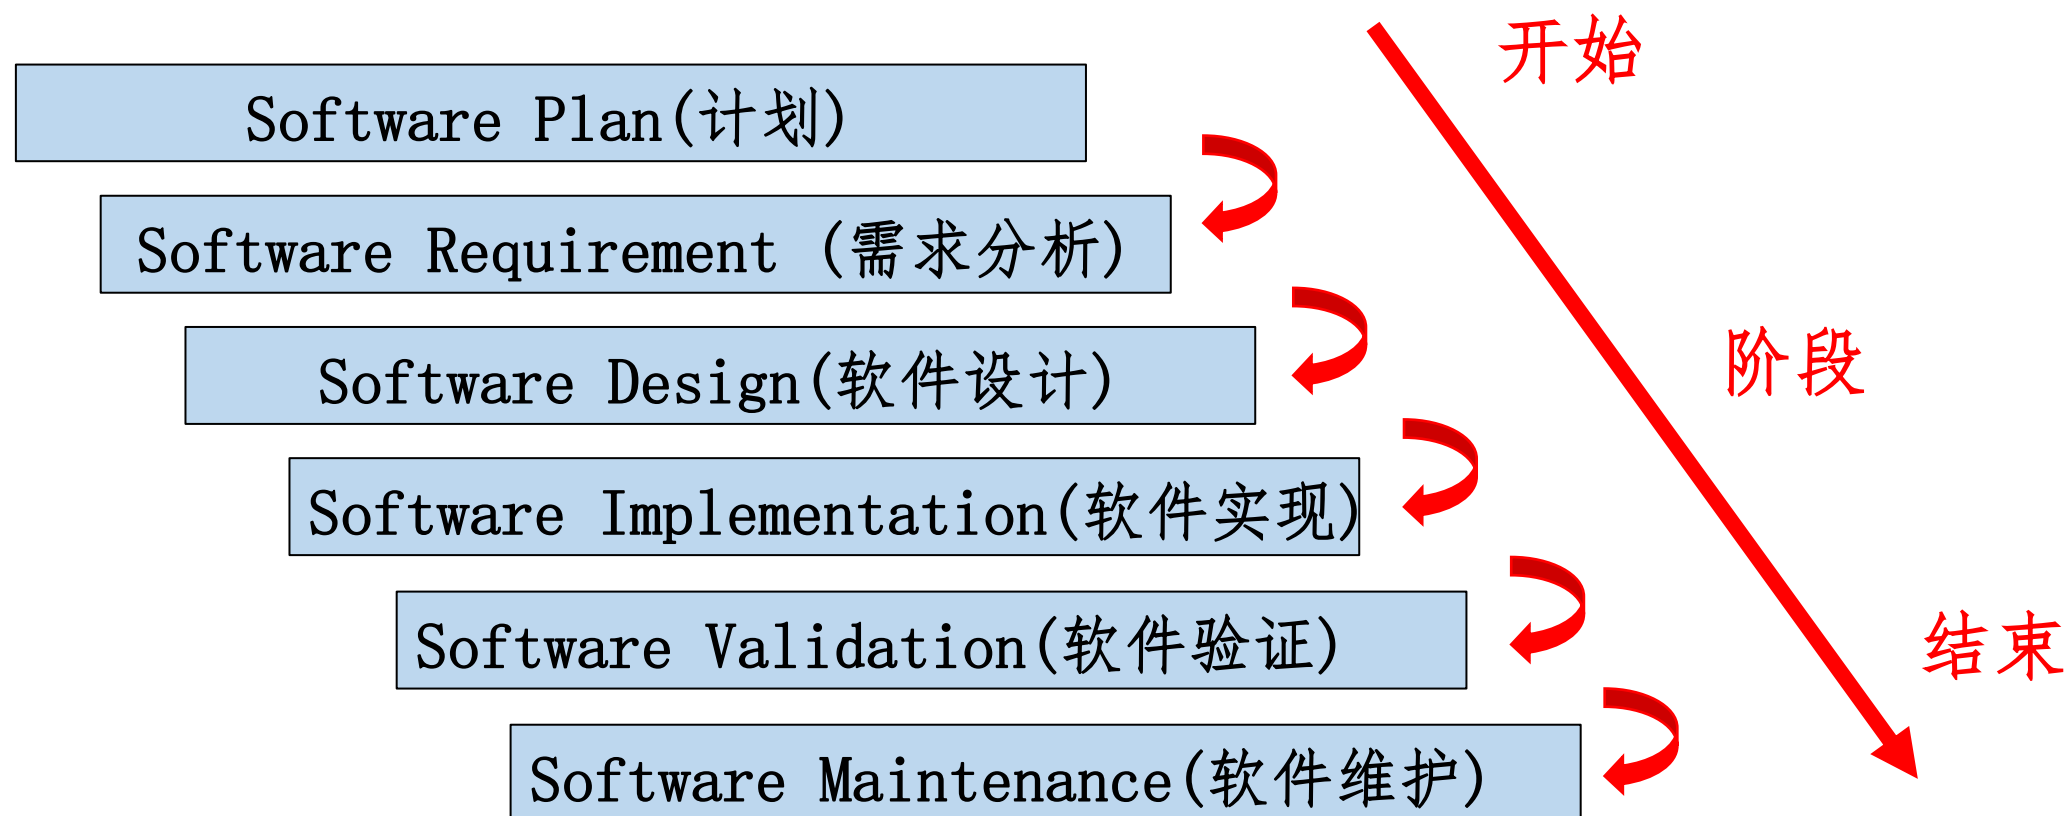 开始
Software Plan(计划)
Software Requirement (需求分析)
阶段
Software Design(软件设计)
Software Implementation(软件实现)
Software Validation(软件验证)
结束
Software Maintenance(软件维护)